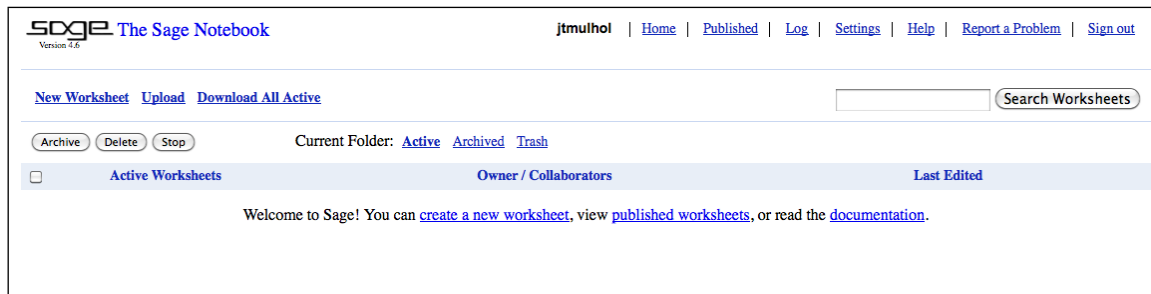 SAGE The Sage Notebook jtmulhol | Home | Published | Log | Settings | Help | Report a Problem | Sign out
Version 4.6
New Worksheet Upload Download All Active Search Worksheets
Archive Delete Stop Current Folder: Active Archived Trash
Active Worksheets Owner / Collaborators Last Edited
Welcome to Sage! You can create a new worksheet, view published worksheets, or read the documentation.